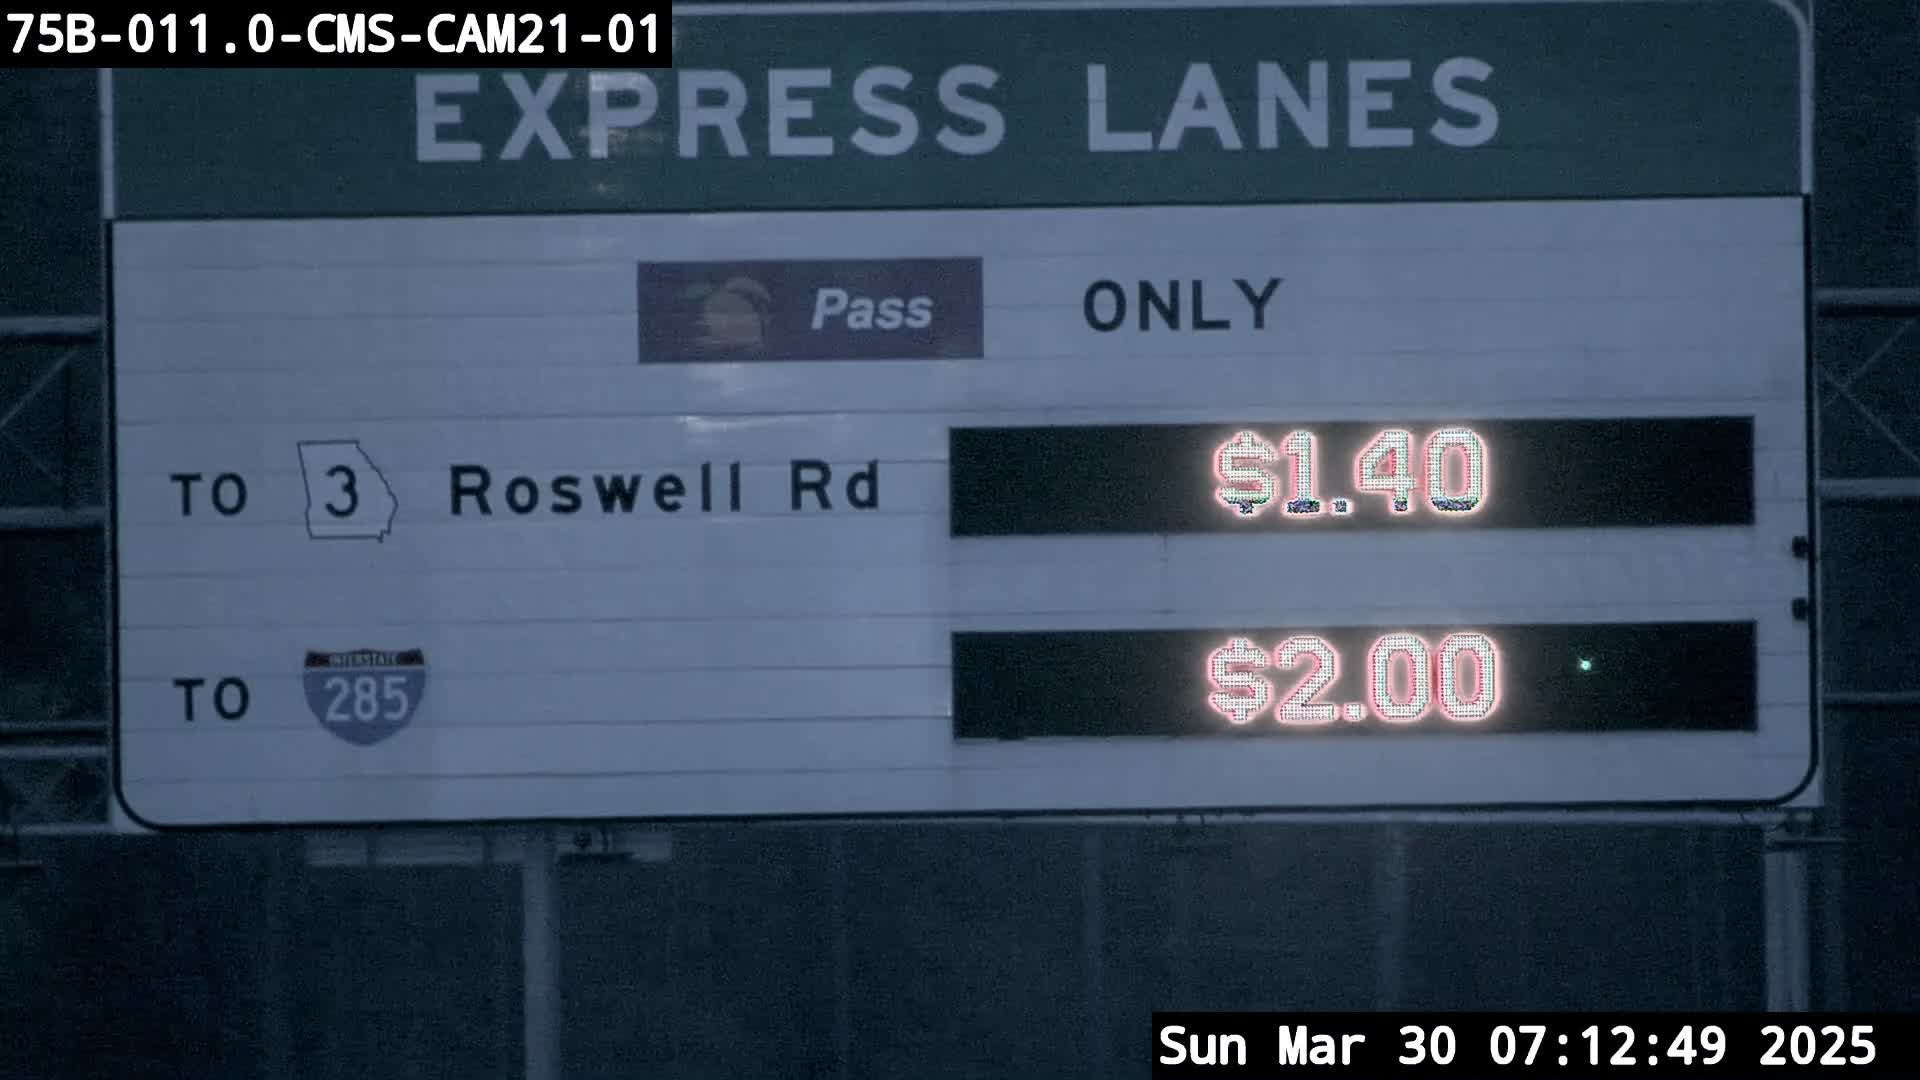 75B-011.0-CMS-CAM21-01
EXPRESS LANES
Pass ONLY
TO 3 Roswell Rd $1.40
TO INTERSTATE 285 $2.00
Sun Mar 30 07:12:49 2025